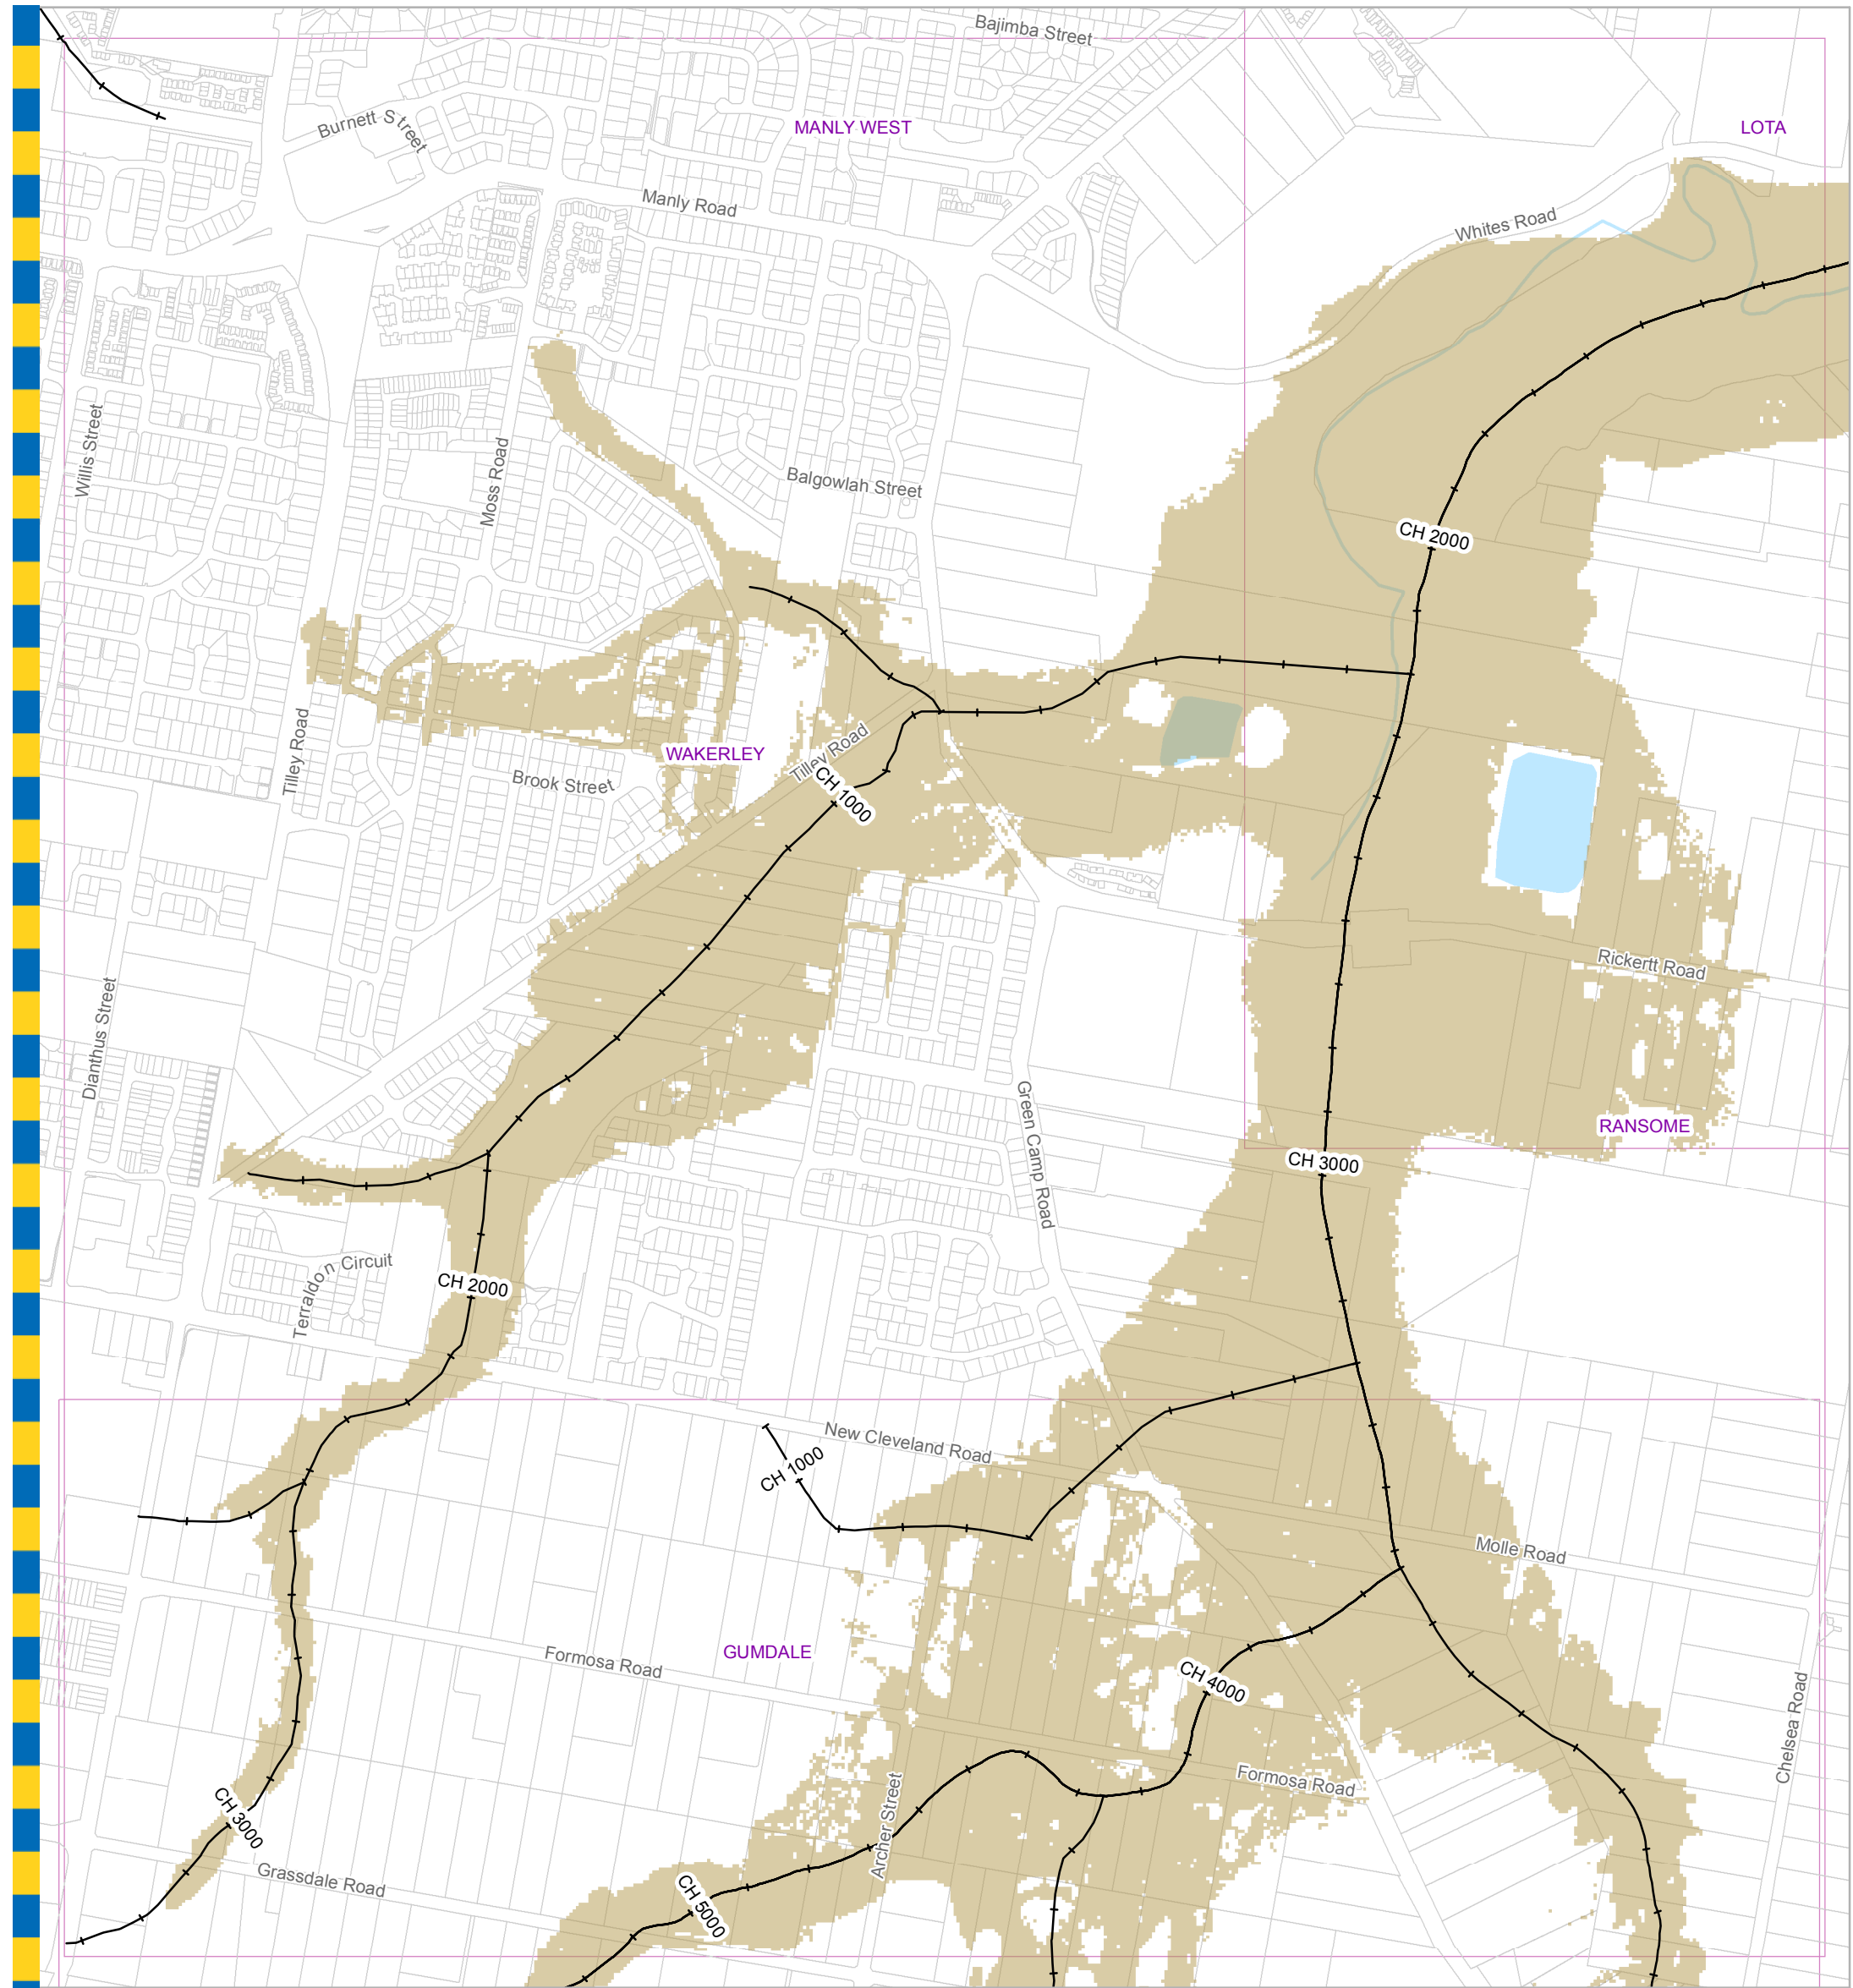 Bajimba Street
Burnett Street
MANLY WEST
LOTA
Manly Road
Whites Road
Willis Street
Moss Road
Balgowlah Street
CH 2000
Tilley Road
WAKERLEY
Tilley Road
Brook Street
CH 1000
Rickertt Road
Dianthus Street
Green Camp Road
RANSOME
CH 3000
Terraldon Circuit
CH 2000
New Cleveland Road
CH 1000
Molle Road
GUMDALE
Formosa Road
CH 4000
Chelsea Road
Formosa Road
Archer Street
CH 3000
Grassdale Road
CH 5000